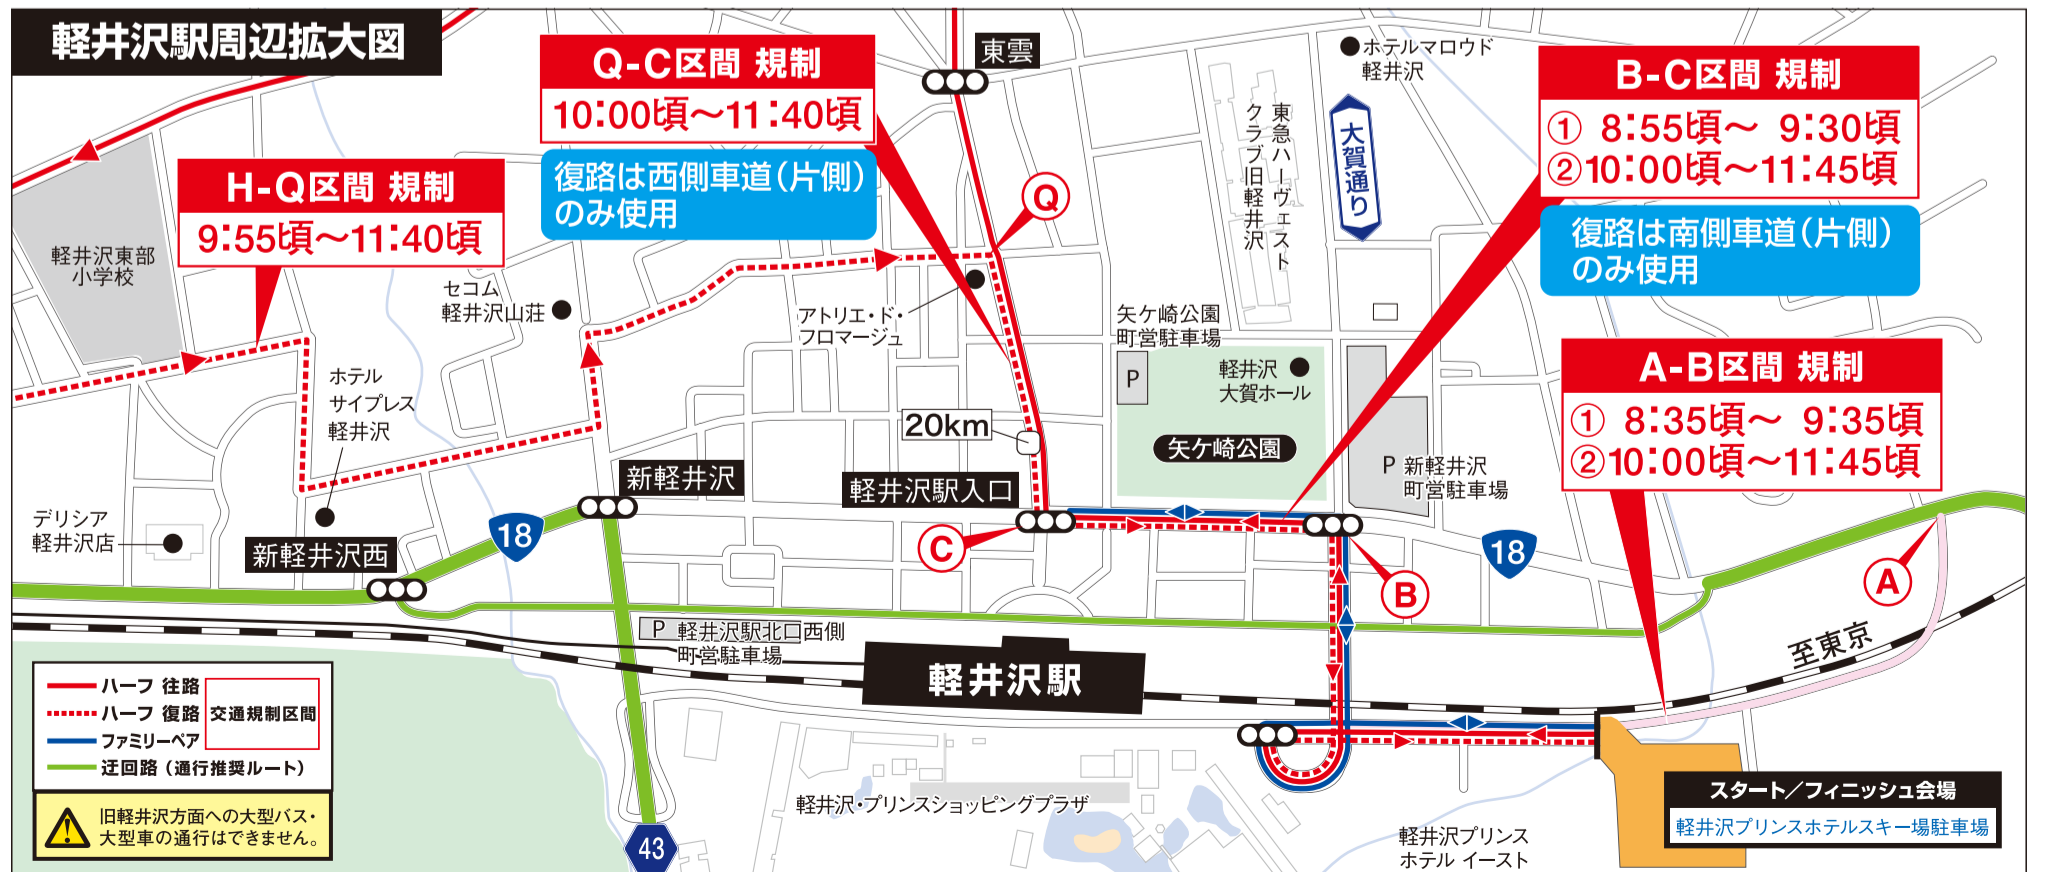 軽井沢駅周辺拡大図
Q-C区間 規制
10:00頃～11:40頃
復路は西側車道（片側）
のみ使用
東雲
ホテルマロウド
軽井沢
B-C区間 規制
① 8:55頃～ 9:30頃
②10:00頃～11:45頃
復路は南側車道（片側）
のみ使用
H-Q区間 規制
9:55頃～11:40頃
東急ハーヴェスト
クラブ旧軽井沢
大賀通り
Q
軽井沢東部
小学校
セコム
軽井沢山荘
アトリエ・ド・
フロマージュ
矢ケ崎公園
町営駐車場
P
軽井沢
大賀ホール
矢ケ崎公園
A-B区間 規制
① 8:35頃～ 9:35頃
②10:00頃～11:45頃
ホテル
サイプレス
軽井沢
20km
P 新軽井沢
町営駐車場
新軽井沢
軽井沢駅入口
デリシア
軽井沢店
新軽井沢西
18
C
B
18
A
P 軽井沢駅北口西側
町営駐車場
軽井沢駅
至東京
ハーフ 往路
ハーフ 復路
交通規制区間
ファミリーペア
迂回路（通行推奨ルート）
旧軽井沢方面への大型バス・
大型車の通行はできません。
43
軽井沢・プリンスショッピングプラザ
軽井沢プリンス
ホテル イースト
スタート／フィニッシュ会場
軽井沢プリンスホテルスキー場駐車場